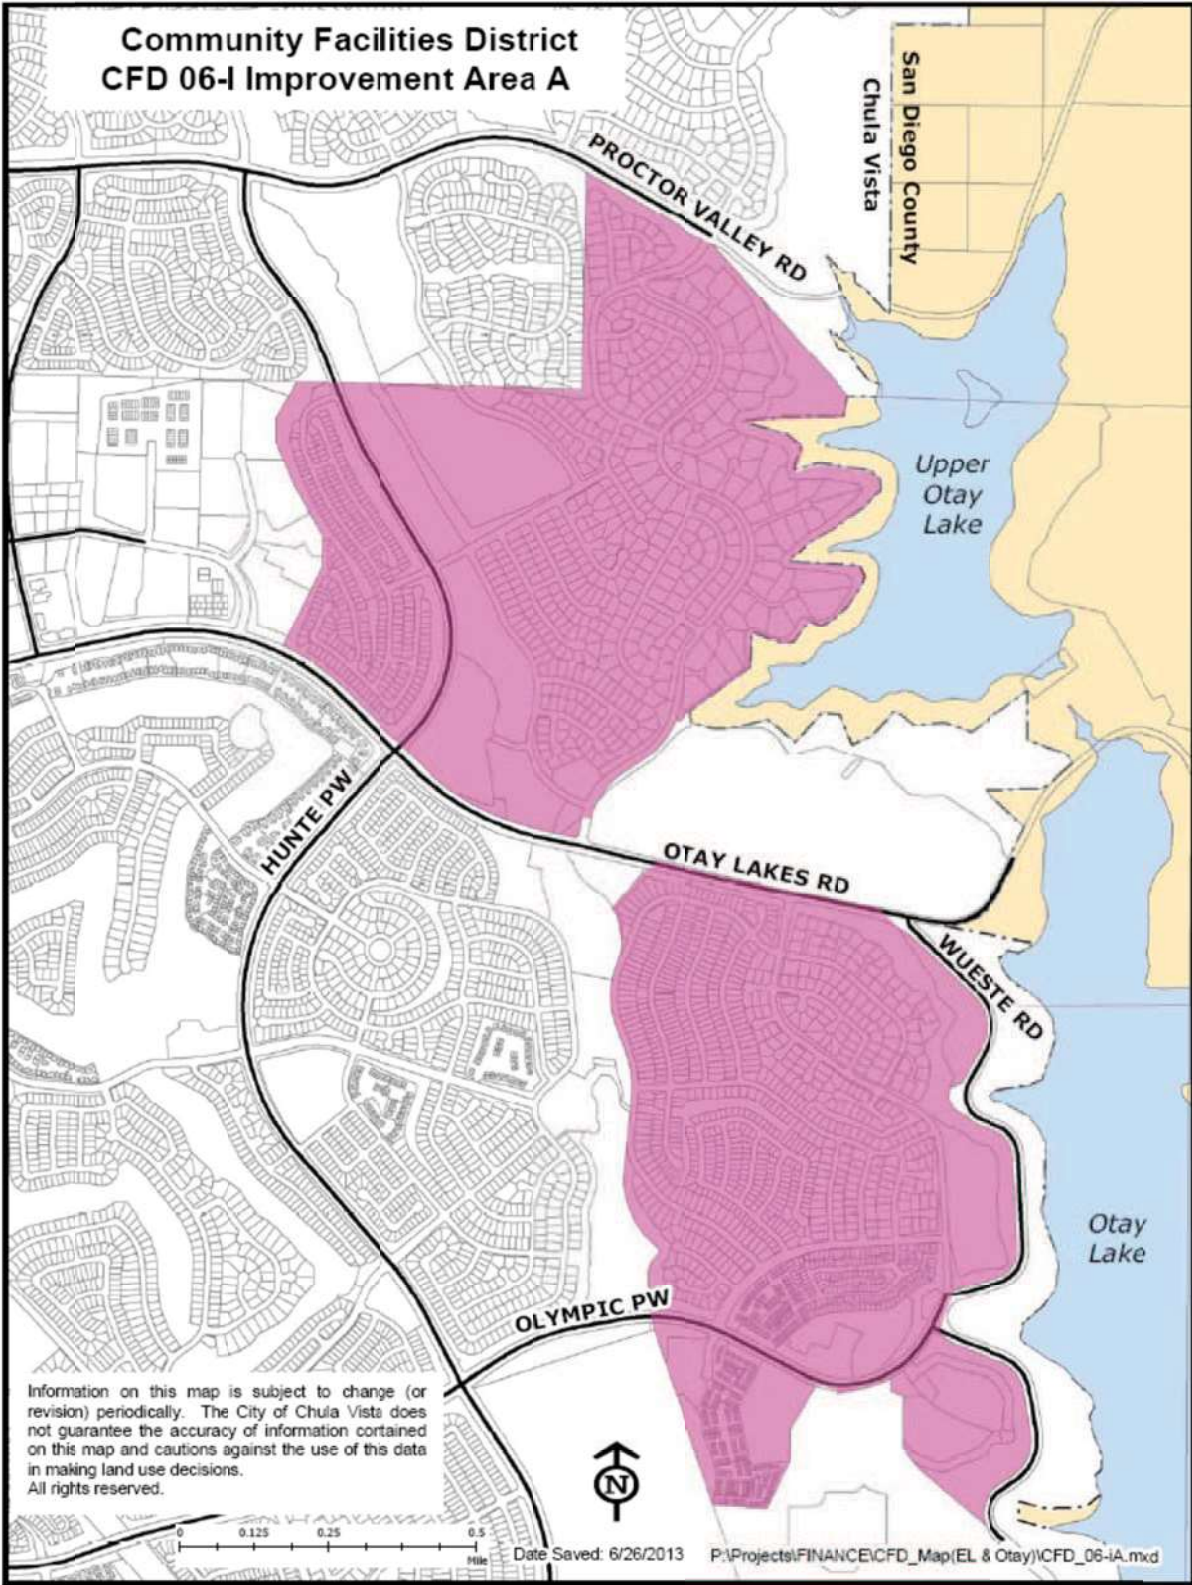 Community Facilities District
CFD 06-I Improvement Area A
San Diego County
Chula Vista
PROCTOR VALLEY RD
Upper
Otay
Lake
HUNTE PW
OTAY LAKES RD
WUESTE RD
Otay
Lake
OLYMPIC PW
Information on this map is subject to change (or
revision) periodically. The City of Chula Vista does
not guarantee the accuracy of information contained
on this map and cautions against the use of this data
in making land use decisions.
All rights reserved.
N
0 0.125 0.25 0.5
Mile
Date Saved: 6/26/2013 P:\Projects\FINANCE\CFD_Map(EL & Otay)\CFD_06-iA.mxd